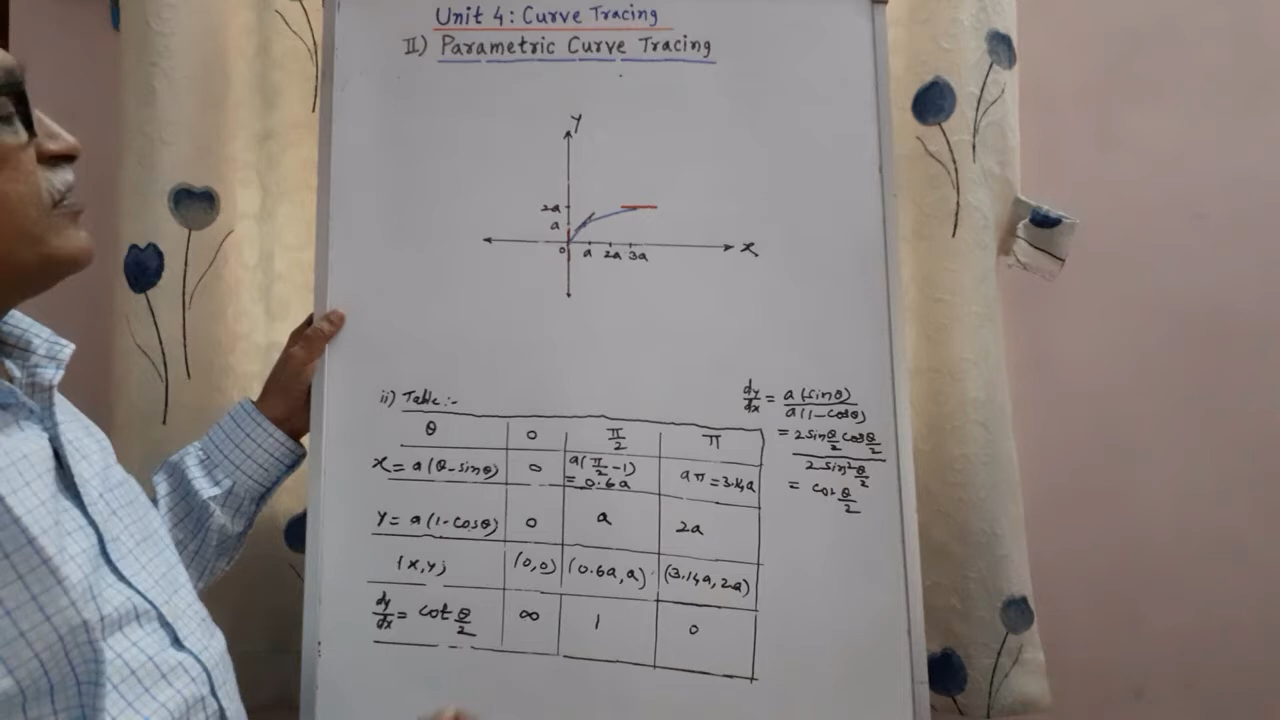 Unit 4: Curve Tracing
II) Parametric Curve Tracing
Y
2a
a
0 a 2a 3a X
ii) Table:-
θ 0 π/2 π
x = a(θ-sinθ) 0 a(π/2 -1) = 0.6a aπ = 3.14a
y = a(1-cosθ) 0 a 2a
(x,y) (0,0) (0.6a, a) (3.14a, 2a)
dy/dx = cot θ/2 ∞ 1 0
dy/dx = a(sinθ)/a(1-cosθ)
= 2sin θ/2 cos θ/2 / 2sin² θ/2
= cot θ/2